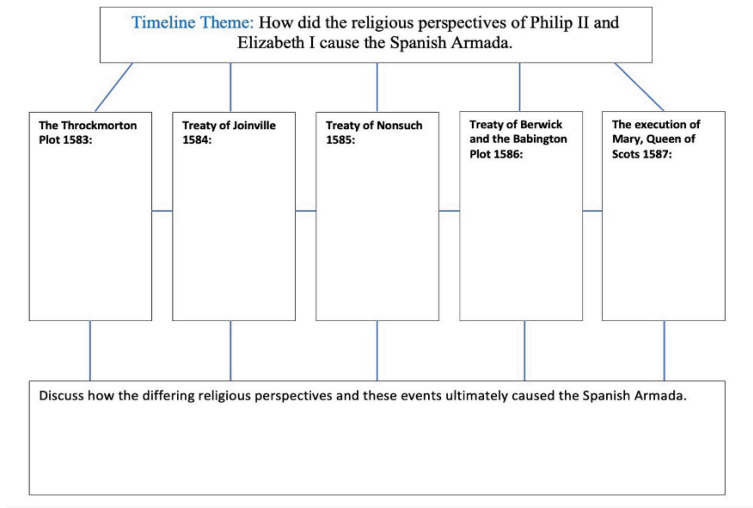 Timeline Theme: How did the religious perspectives of Philip II and
Elizabeth I cause the Spanish Armada.
The Throckmorton
Plot 1583:
Treaty of Joinville
1584:
Treaty of Nonsuch
1585:
Treaty of Berwick
and the Babington
Plot 1586:
The execution of
Mary, Queen of
Scots 1587:
Discuss how the differing religious perspectives and these events ultimately caused the Spanish Armada.